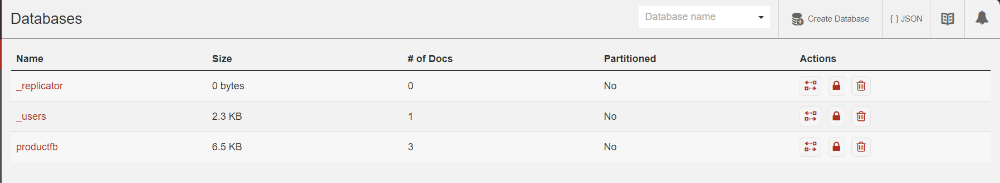 Databases
Database name
Create Database
{ } JSON
Name Size # of Docs Partitioned Actions
_replicator 0 bytes 0 No
_users 2.3 KB 1 No
productfb 6.5 KB 3 No